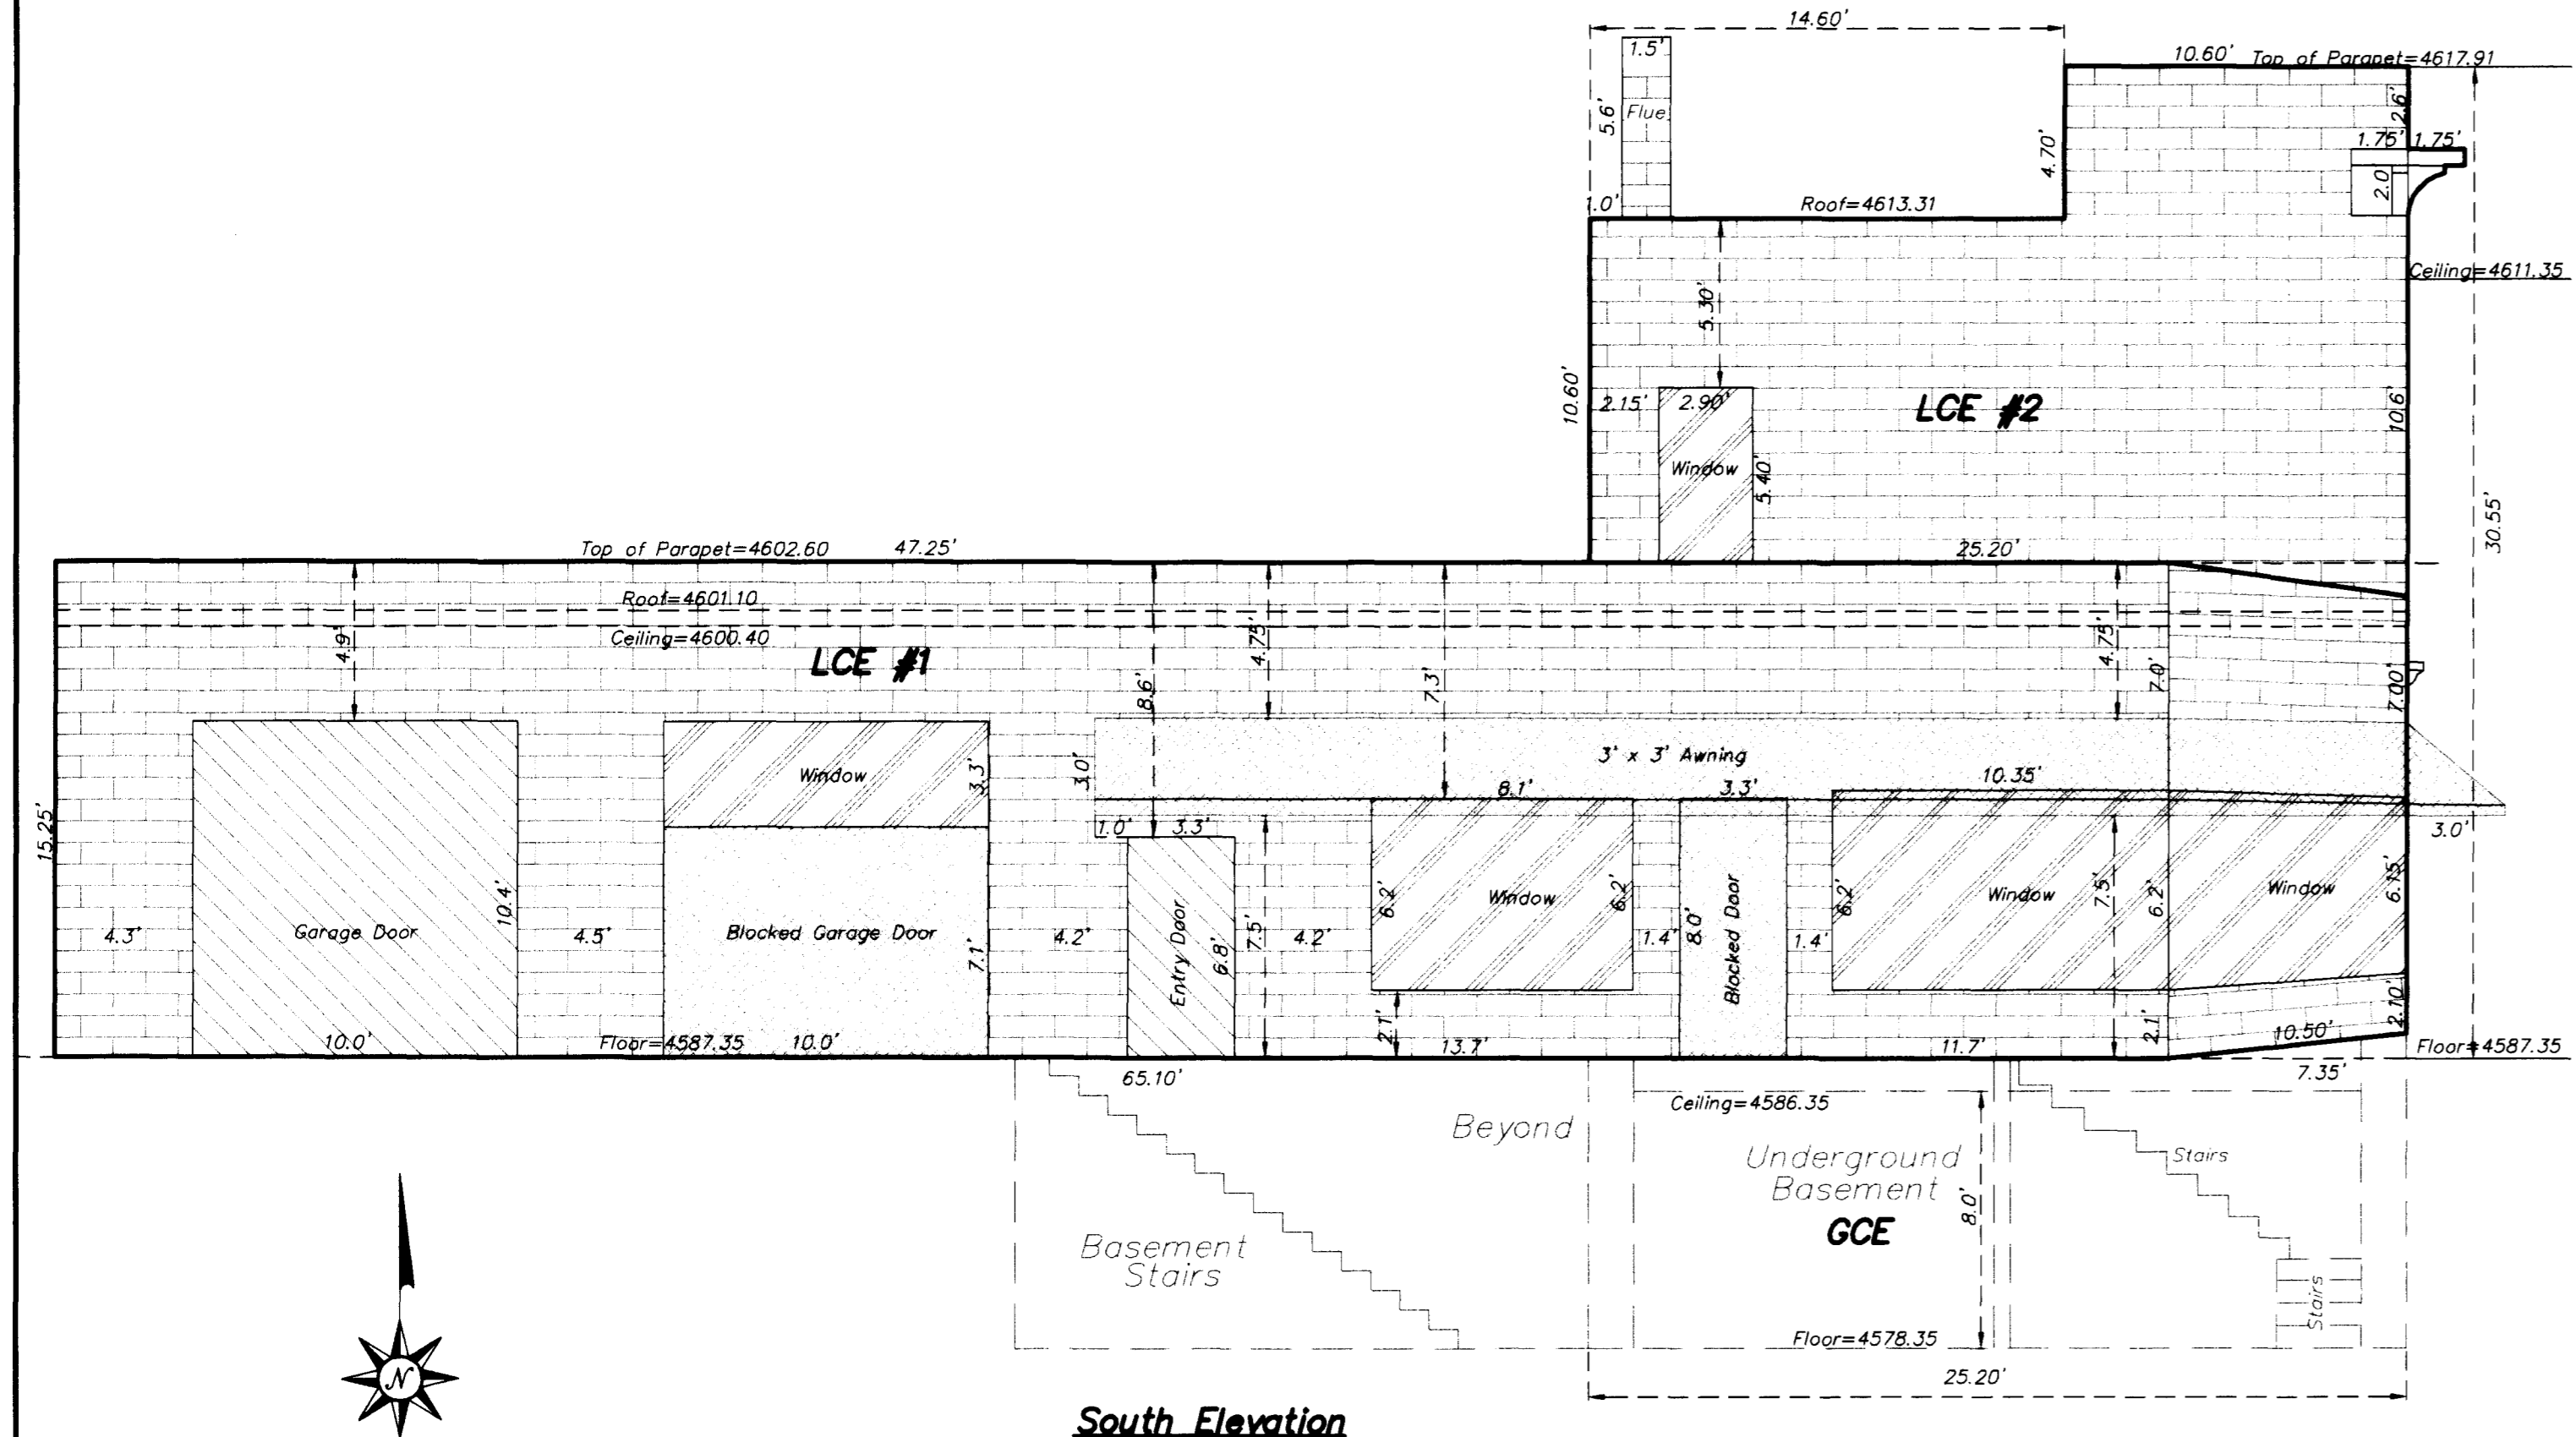 14.60'
1.5'
10.60' Top of Parapet=4617.91
5.6'
Flue
2.6'
1.75' 1.75'
4.70'
2.0
1.0'
Roof=4613.31
Ceiling=4611.35
5.30'
10.60'
2.15' 2.90'
LCE #2
10.6'
Window
5.40'
30.55'
Top of Parapet=4602.60 47.25'
25.20'
Roof=4601.10
Ceiling=4600.40
4.9'
LCE #1
8.6'
4.75'
7.3'
4.75'
7.0'
7.00'
3' x 3' Awning
Window
3.3'
3.0'
8.1'
3.3'
10.35'
15.25'
1.0' 3.3'
3.0'
10.4'
6.2'
Window
6.2'
8.0'
Blocked Door
6.2'
Window
7.5'
6.2'
Window
6.15'
4.3'
Garage Door
4.5'
Blocked Garage Door
7.1'
4.2'
Entry Door
6.8'
7.5'
4.2'
1.4'
1.4'
2.1'
2.1'
2.10'
10.0'
Floor=4587.35
10.0'
13.7'
11.7'
10.50'
Floor=4587.35
65.10'
7.35'
Ceiling=4586.35
Beyond
Underground
Basement
GCE
8.0'
Stairs
Basement
Stairs
Stairs
Floor=4578.35
25.20'
N
South Elevation